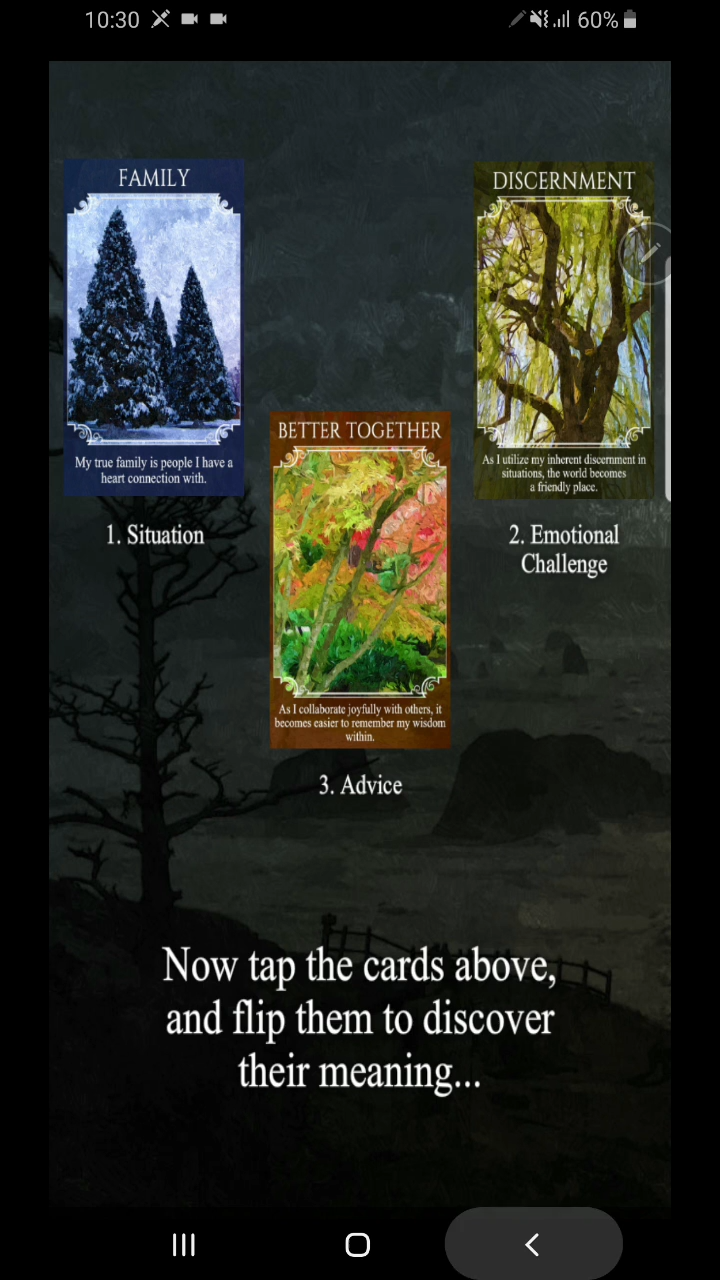 10:30
60%
FAMILY
My true family is people I have a
heart connection with.
1. Situation
DISCERNMENT
As I utilize my inherent discernment in
situations, the world becomes
a friendly place.
2. Emotional
Challenge
BETTER TOGETHER
As I collaborate joyfully with others, it
becomes easier to remember my wisdom
within.
3. Advice
Now tap the cards above,
and flip them to discover
their meaning...